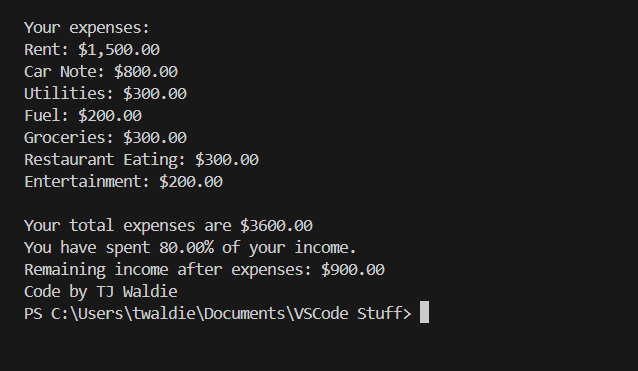 Your expenses:
Rent: $1,500.00
Car Note: $800.00
Utilities: $300.00
Fuel: $200.00
Groceries: $300.00
Restaurant Eating: $300.00
Entertainment: $200.00
Your total expenses are $3600.00
You have spent 80.00% of your income.
Remaining income after expenses: $900.00
Code by TJ Waldie
PS C:\Users\twaldie\Documents\VSCode Stuff>